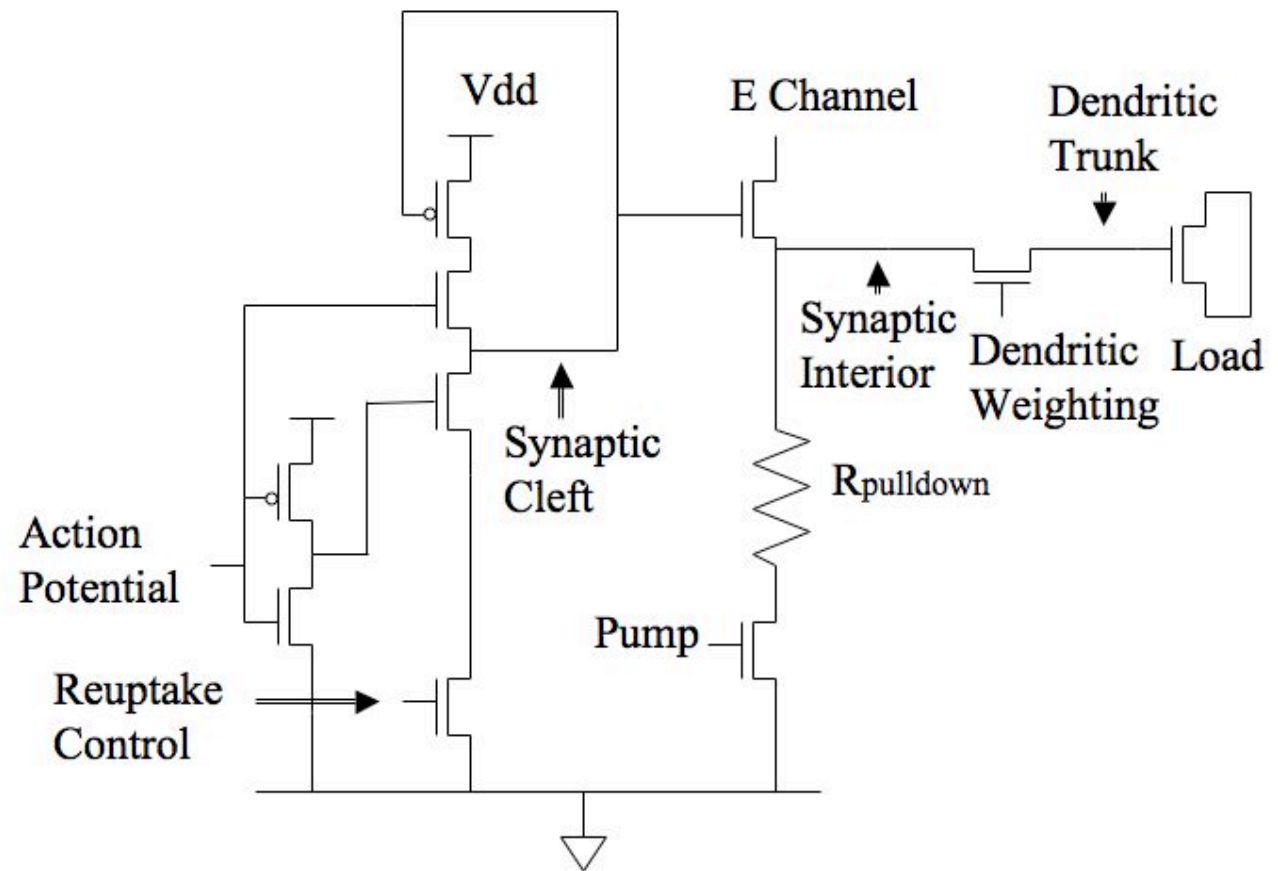 Vdd
E Channel
Dendritic
Trunk
Synaptic
Interior
Dendritic
Weighting
Load
Synaptic
Cleft
Rpulldown
Action
Potential
Pump
Reuptake
Control